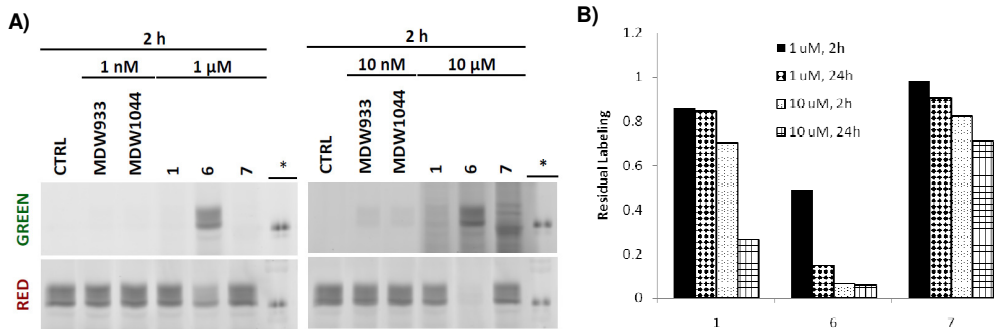 A)
2 h
1 nM 1 µM
CTRL MDW933 MDW1044 1 6 7 *
GREEN
RED
2 h
10 nM 10 µM
CTRL MDW933 MDW1044 1 6 7 *
B)
Residual Labeling
1.2
1
0.8
0.6
0.4
0.2
0
1 uM, 2h
1 uM, 24h
10 uM, 2h
10 uM, 24h
1 6 7